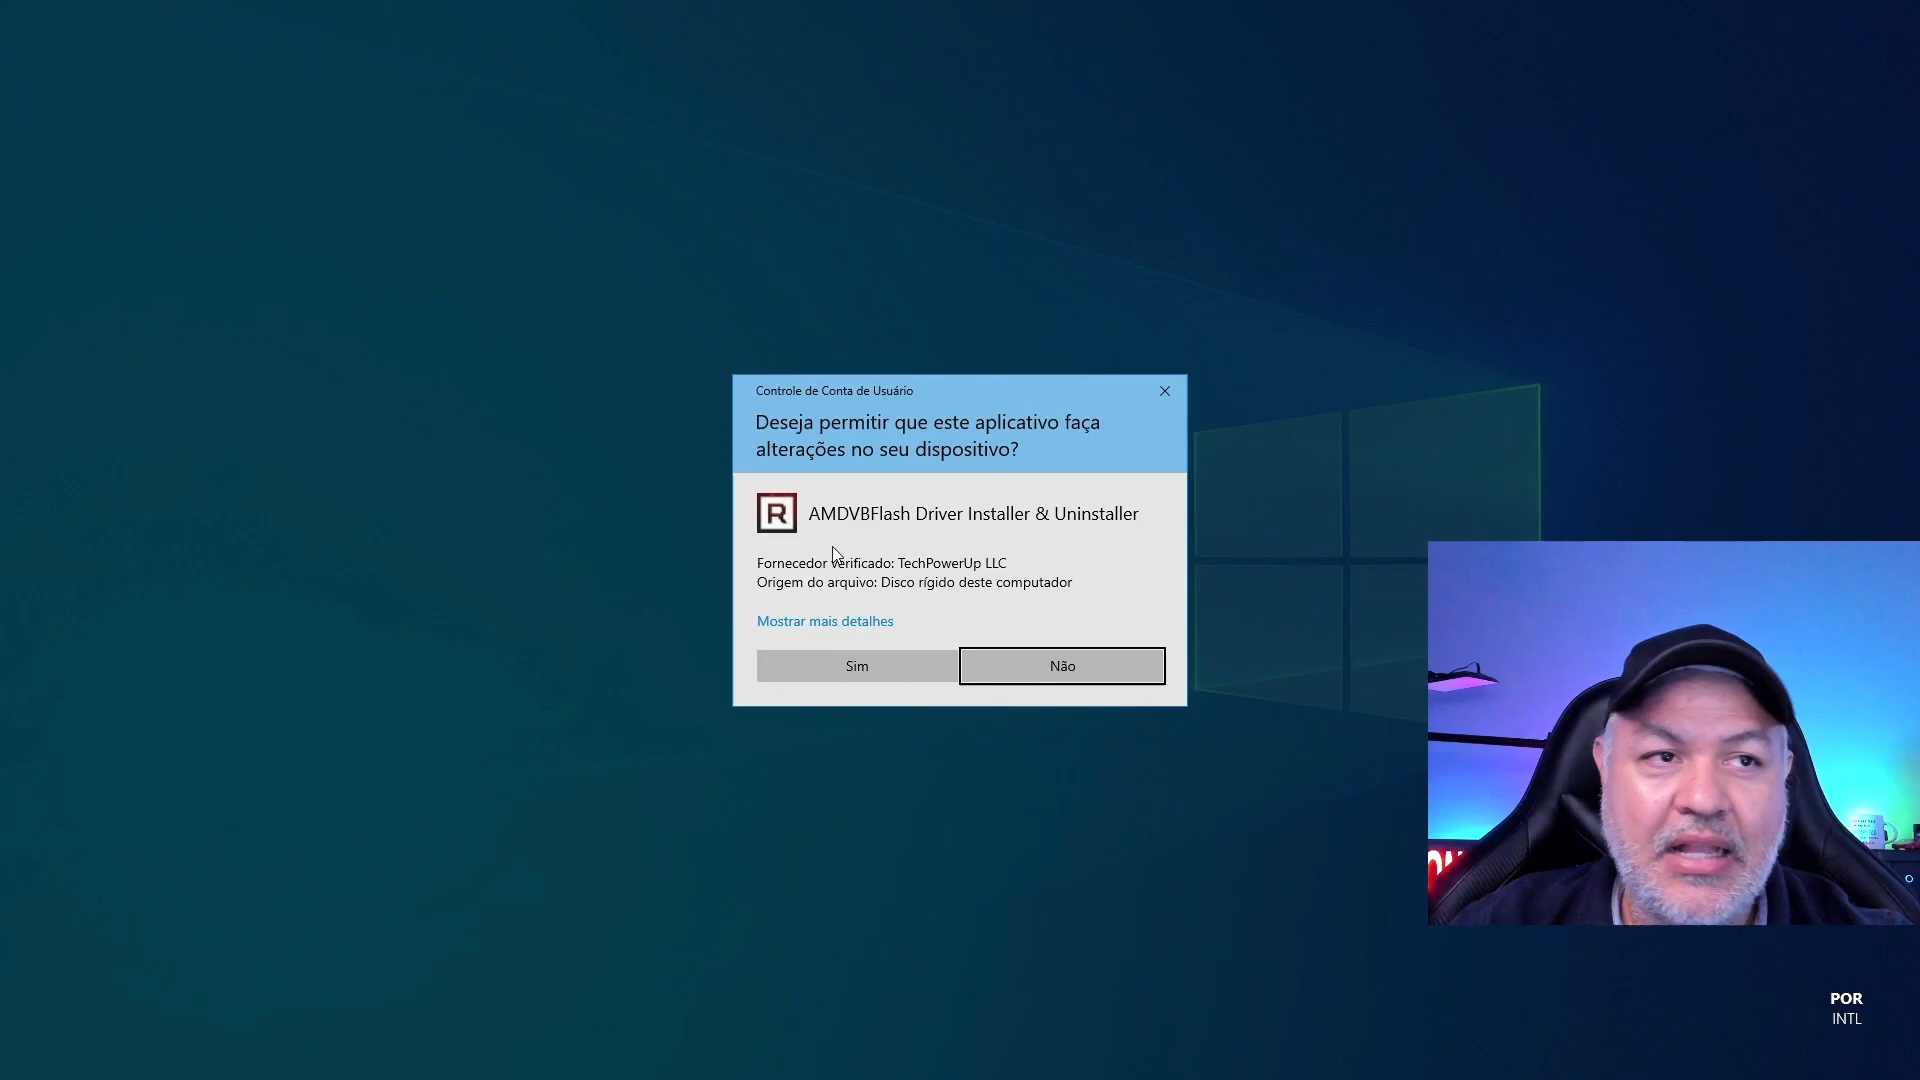 Controle de Conta de Usuário
Deseja permitir que este aplicativo faça
alterações no seu dispositivo?
R AMDVBFlash Driver Installer & Uninstaller
Fornecedor verificado: TechPowerUp LLC
Origem do arquivo: Disco rígido deste computador
Mostrar mais detalhes
Sim
Não
POR
INTL